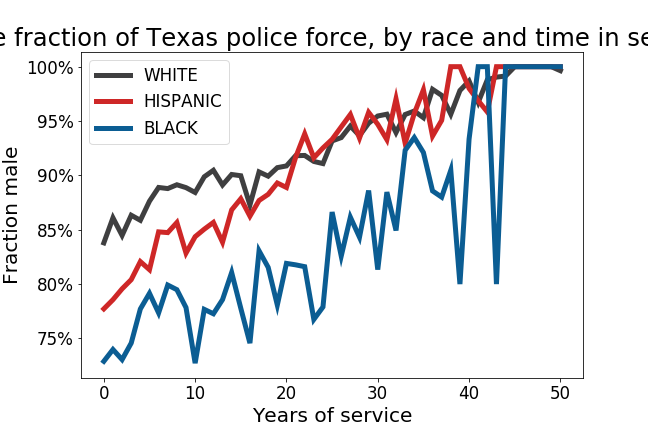 e fraction of Texas police force, by race and time in se
WHITE
HISPANIC
BLACK
100%
95%
90%
85%
80%
75%
Fraction male
0 10 20 30 40 50
Years of service